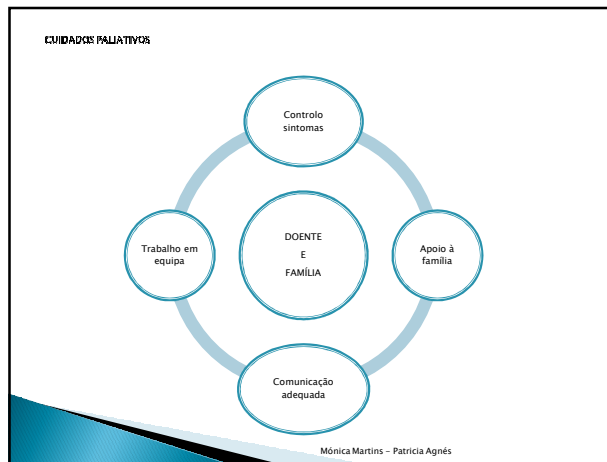 CUIDADOS PALIATIVOS
Controlo
sintomas
Trabalho em
equipa
DOENTE
E
FAMÍLIA
Apoio à
família
Comunicação
adequada
Mónica Martins - Patricia Agnés